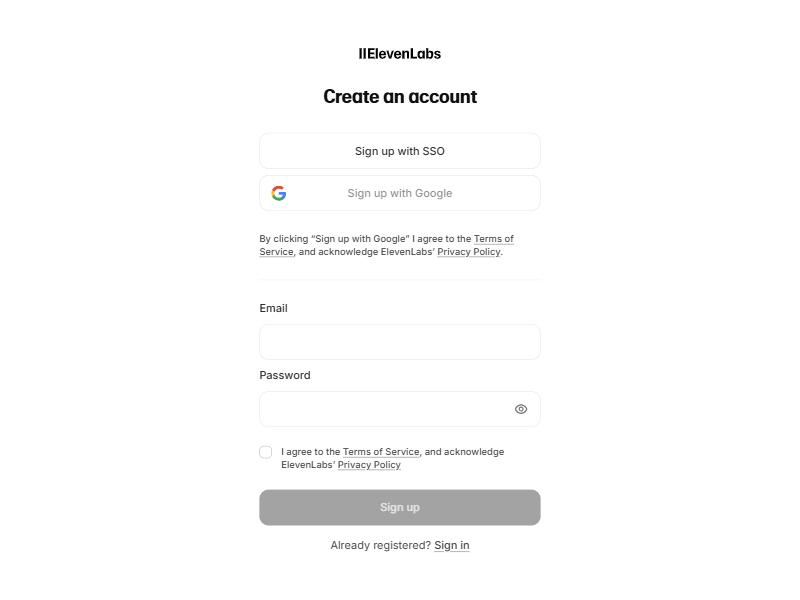 IIElevenLabs
Create an account
Sign up with SSO
Sign up with Google
By clicking “Sign up with Google” I agree to the Terms of
Service, and acknowledge ElevenLabs’ Privacy Policy.
Email
Password
I agree to the Terms of Service, and acknowledge
ElevenLabs’ Privacy Policy
Sign up
Already registered? Sign in